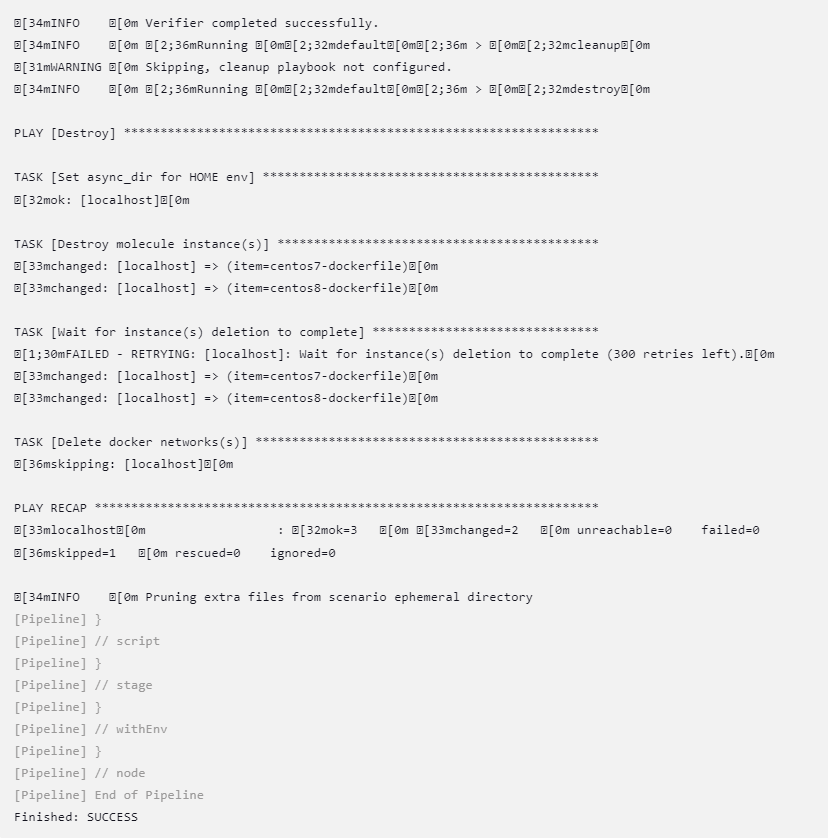 ␛[34mINFO    ␛[0m Verifier completed successfully.
␛[34mINFO    ␛[0m ␛[2;36mRunning ␛[0m␛[2;32mdefault␛[0m␛[2;36m > ␛[0m␛[2;32mcleanup␛[0m
␛[31mWARNING ␛[0m Skipping, cleanup playbook not configured.
␛[34mINFO    ␛[0m ␛[2;36mRunning ␛[0m␛[2;32mdefault␛[0m␛[2;36m > ␛[0m␛[2;32mdestroy␛[0m
PLAY [Destroy] *****************************************************************
TASK [Set async_dir for HOME env] **********************************************
␛[32mok: [localhost]␛[0m
TASK [Destroy molecule instance(s)] ********************************************
␛[33mchanged: [localhost] => (item=centos7-dockerfile)␛[0m
␛[33mchanged: [localhost] => (item=centos8-dockerfile)␛[0m
TASK [Wait for instance(s) deletion to complete] *******************************
␛[1;30mFAILED - RETRYING: [localhost]: Wait for instance(s) deletion to complete (300 retries left).␛[0m
␛[33mchanged: [localhost] => (item=centos7-dockerfile)␛[0m
␛[33mchanged: [localhost] => (item=centos8-dockerfile)␛[0m
TASK [Delete docker networks(s)] ***********************************************
␛[36mskipping: [localhost]␛[0m
PLAY RECAP *********************************************************************
␛[33mlocalhost␛[0m                  : ␛[32mok=3   ␛[0m ␛[33mchanged=2   ␛[0m unreachable=0    failed=0
␛[36mskipped=1   ␛[0m rescued=0    ignored=0
␛[34mINFO    ␛[0m Pruning extra files from scenario ephemeral directory
[Pipeline] }
[Pipeline] // script
[Pipeline] }
[Pipeline] // stage
[Pipeline] }
[Pipeline] // withEnv
[Pipeline] }
[Pipeline] // node
[Pipeline] End of Pipeline
Finished: SUCCESS